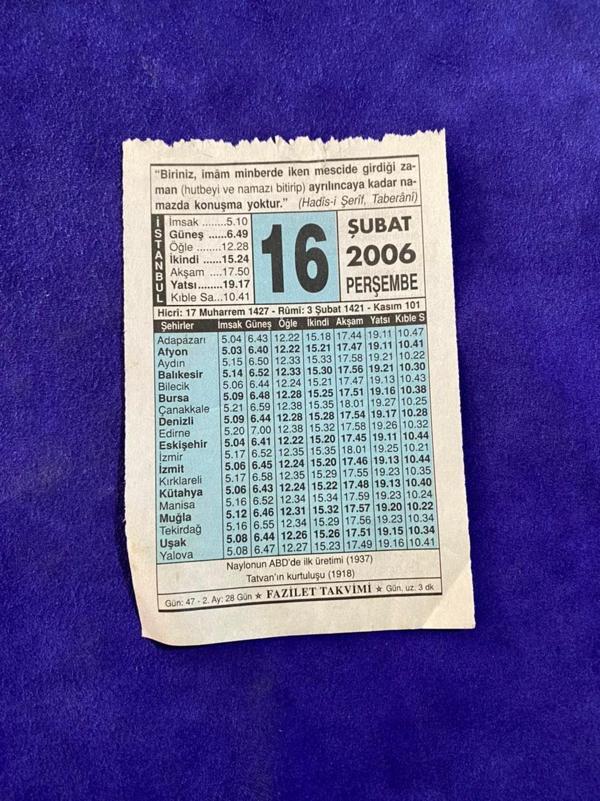 "Biriniz, imâm minberde iken mescide girdiği za-
man (hutbeyi ve namazı bitirip) ayrılıncaya kadar na-
mazda konuşma yoktur." (Hadîs-i Şerîf, Taberânî)
İSTANBUL
İmsak ........5.10
Güneş ......6.49
Öğle ........12.28
İkindi ......15.24
Akşam ....17.50
Yatsı.......19.17
Kıble Sa...10.41
16
ŞUBAT
2006
PERŞEMBE
Hicrî: 17 Muharrem 1427 - Rûmî: 3 Şubat 1421 - Kasım 101
Şehirler İmsak Güneş Öğle İkindi Akşam Yatsı Kıble S
Adapazarı 5.04 6.43 12.22 15.18 17.44 19.11 10.47
Afyon 5.03 6.40 12.22 15.21 17.47 19.11 10.41
Aydın 5.15 6.50 12.33 15.33 17.58 19.21 10.22
Balıkesir 5.14 6.52 12.33 15.30 17.56 19.21 10.30
Bilecik 5.06 6.44 12.24 15.21 17.47 19.13 10.43
Bursa 5.09 6.48 12.28 15.25 17.51 19.16 10.38
Çanakkale 5.21 6.59 12.38 15.35 18.01 19.27 10.25
Denizli 5.09 6.44 12.28 15.28 17.54 19.17 10.28
Edirne 5.20 7.00 12.38 15.32 17.58 19.26 10.32
Eskişehir 5.04 6.41 12.22 15.20 17.45 19.11 10.44
İzmir 5.17 6.52 12.35 15.35 18.01 19.25 10.21
İzmit 5.06 6.45 12.24 15.20 17.46 19.13 10.44
Kırklareli 5.17 6.58 12.35 15.29 17.55 19.23 10.35
Kütahya 5.06 6.43 12.24 15.22 17.48 19.13 10.40
Manisa 5.16 6.52 12.34 15.34 17.59 19.23 10.24
Muğla 5.12 6.46 12.31 15.32 17.57 19.20 10.22
Tekirdağ 5.16 6.55 12.34 15.29 17.56 19.23 10.34
Uşak 5.08 6.44 12.26 15.26 17.51 19.15 10.34
Yalova 5.08 6.47 12.27 15.23 17.49 19.16 10.41
Naylonun ABD'de ilk üretimi (1937)
Tatvan'ın kurtuluşu (1918)
Gün: 47 - 2. Ay: 28 Gün ★ FAZİLET TAKVİMİ ★ Gün. uz. 3 dk